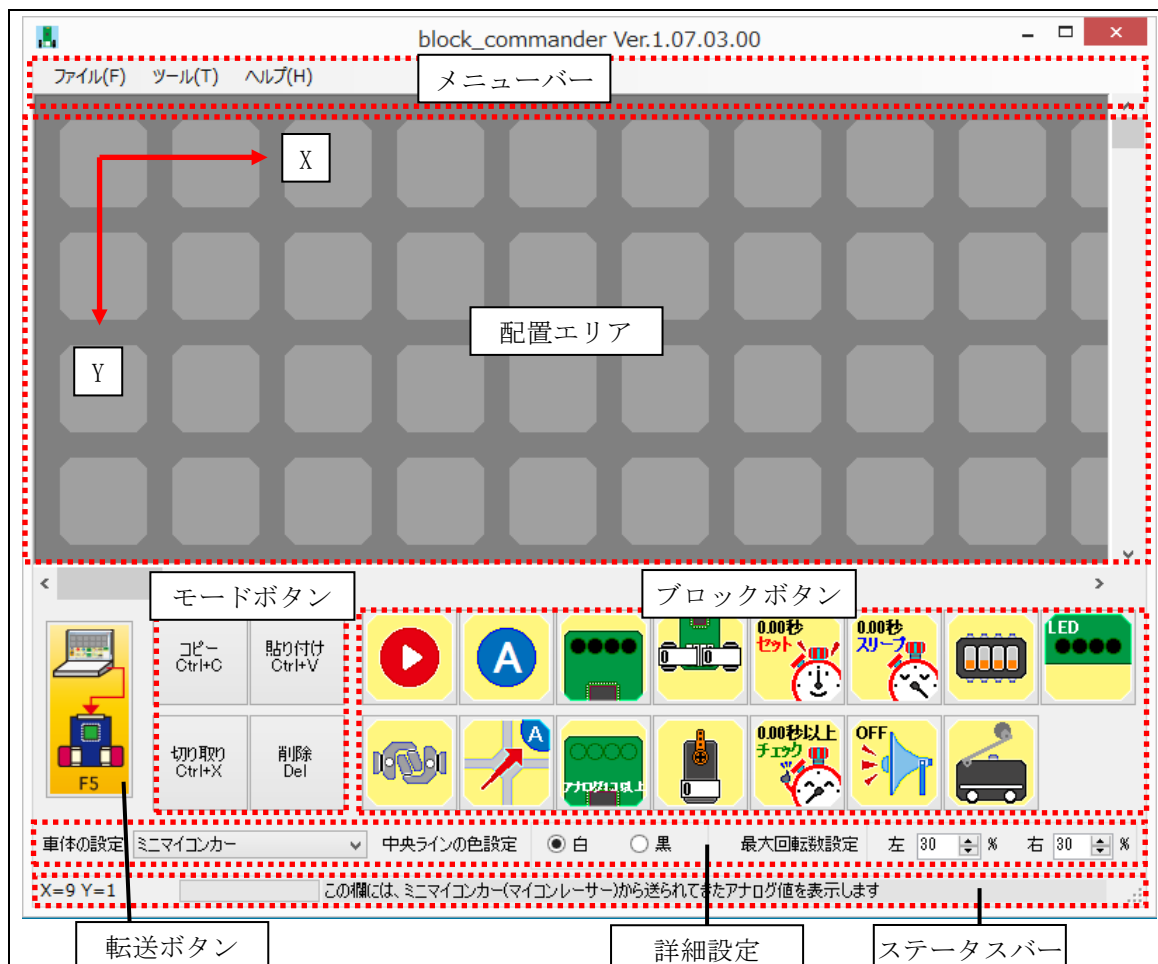 block_commander Ver.1.07.03.00
ファイル(F) ツール(T) ヘルプ(H)
メニューバー
X
配置エリア
Y
モードボタン
ブロックボタン
コピー
Ctrl+C
貼り付け
Ctrl+V
切り取り
Ctrl+X
削除
Del
F5
A
0
0
0.00秒
セット
0.00秒
スリープ
LED
A
アナログ値以上
0
0.00秒以上
チェック
OFF
車体の設定 ミニマイコンカー 中央ラインの色設定 白 黒 最大回転数設定 左 30 % 右 30 %
X=9 Y=1 この欄には、ミニマイコンカー(マイコンレーサー)から送られてきたアナログ値を表示します
転送ボタン
詳細設定
ステータスバー